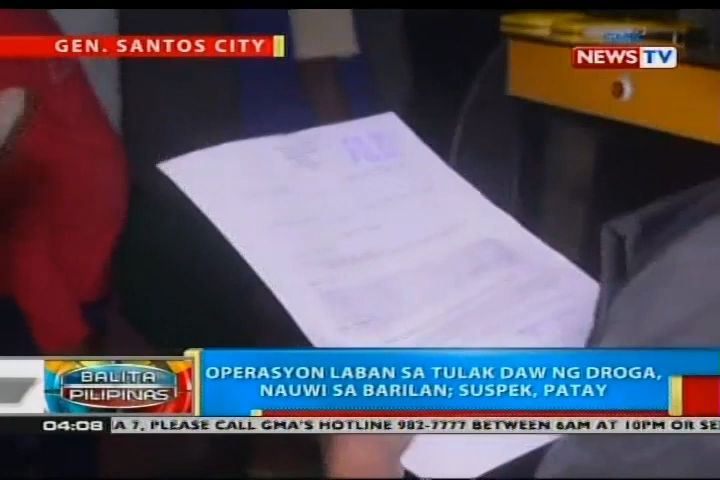 GEN. SANTOS CITY
NEWS TV
OPERASYON LABAN SA TULAK DAW NG DROGA,
NAUWI SA BARILAN; SUSPEK, PATAY
BALITA
PILIPINAS
04:08 A 7, PLEASE CALL GMA'S HOTLINE 982-7777 BETWEEN 6AM AT 10PM OR SE